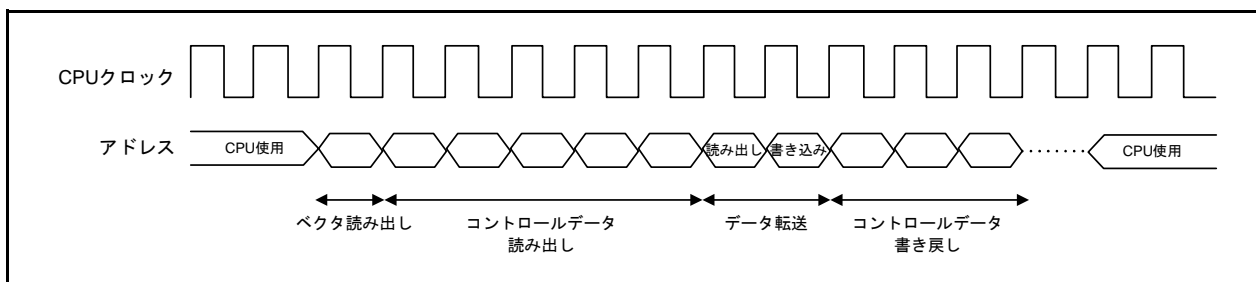 CPUクロック
アドレス
CPU使用
読み出し
書き込み
CPU使用
ベクタ読み出し
コントロールデータ
読み出し
データ転送
コントロールデータ
書き戻し